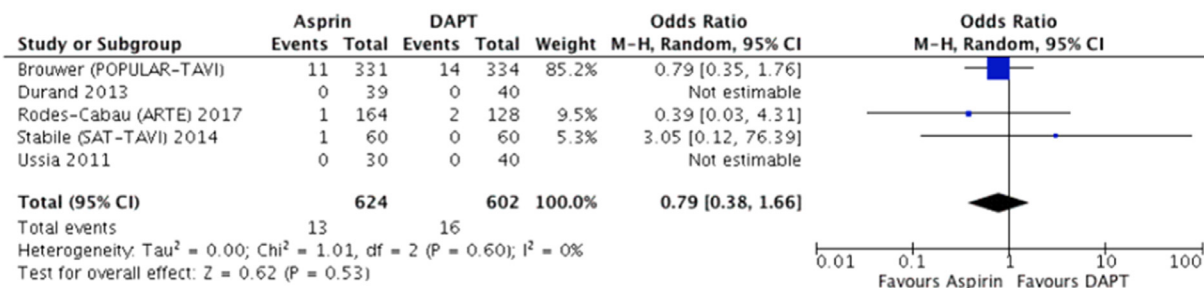 Asprin DAPT Odds Ratio Odds Ratio
Study or Subgroup Events Total Events Total Weight M-H, Random, 95% CI M-H, Random, 95% CI
Brouwer (POPULAR-TAVI) 11 331 14 334 85.2% 0.79 [0.35, 1.76]
Durand 2013 0 39 0 40 Not estimable
Rodes-Cabau (ARTE) 2017 1 164 2 128 9.5% 0.39 [0.03, 4.31]
Stabile (SAT-TAVI) 2014 1 60 0 60 5.3% 3.05 [0.12, 76.39]
Ussia 2011 0 30 0 40 Not estimable
Total (95% CI) 624 602 100.0% 0.79 [0.38, 1.66]
Total events 13 16
Heterogeneity: Tau² = 0.00; Chi² = 1.01, df = 2 (P = 0.60); I² = 0%
Test for overall effect: Z = 0.62 (P = 0.53)
0.01 0.1 1 10 100
Favours Aspirin Favours DAPT